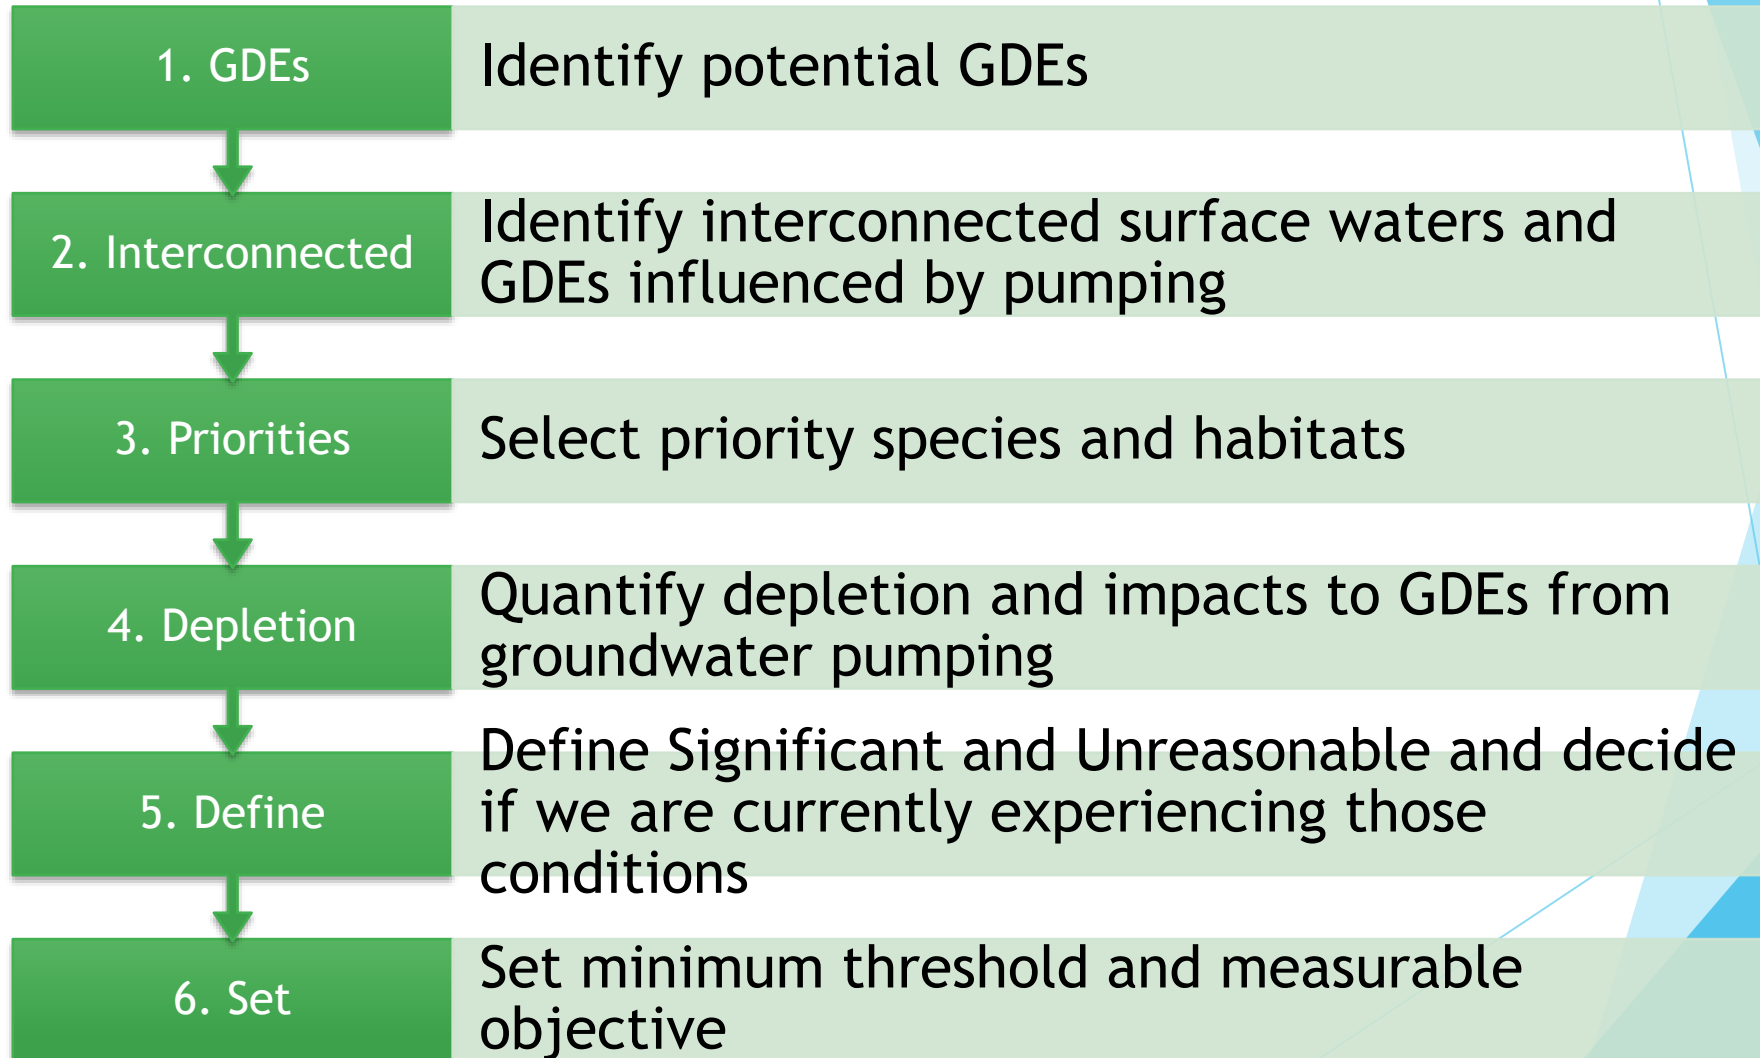 1. GDEs
Identify potential GDEs
2. Interconnected
Identify interconnected surface waters and
GDEs influenced by pumping
3. Priorities
Select priority species and habitats
4. Depletion
Quantify depletion and impacts to GDEs from
groundwater pumping
5. Define
Define Significant and Unreasonable and decide
if we are currently experiencing those
conditions
6. Set
Set minimum threshold and measurable
objective